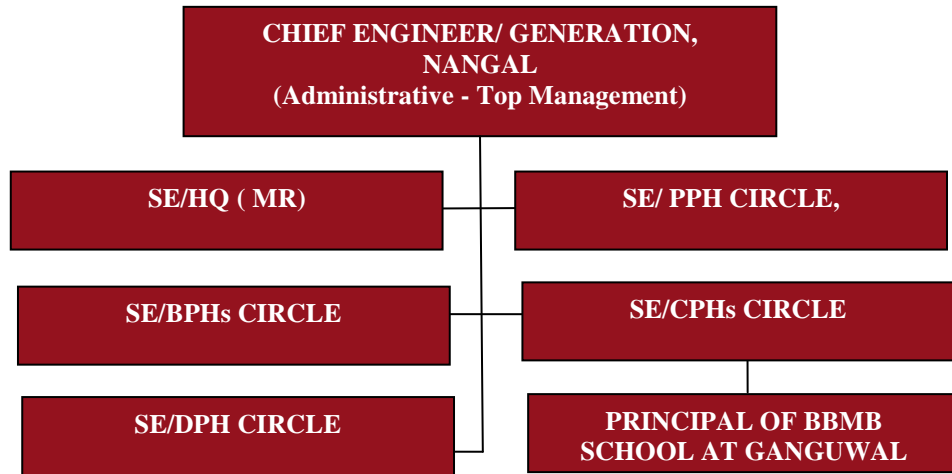 CHIEF ENGINEER/ GENERATION,
NANGAL
(Administrative - Top Management)
SE/HQ ( MR)
SE/ PPH CIRCLE,
SE/BPHs CIRCLE
SE/CPHs CIRCLE
SE/DPH CIRCLE
PRINCIPAL OF BBMB
SCHOOL AT GANGUWAL